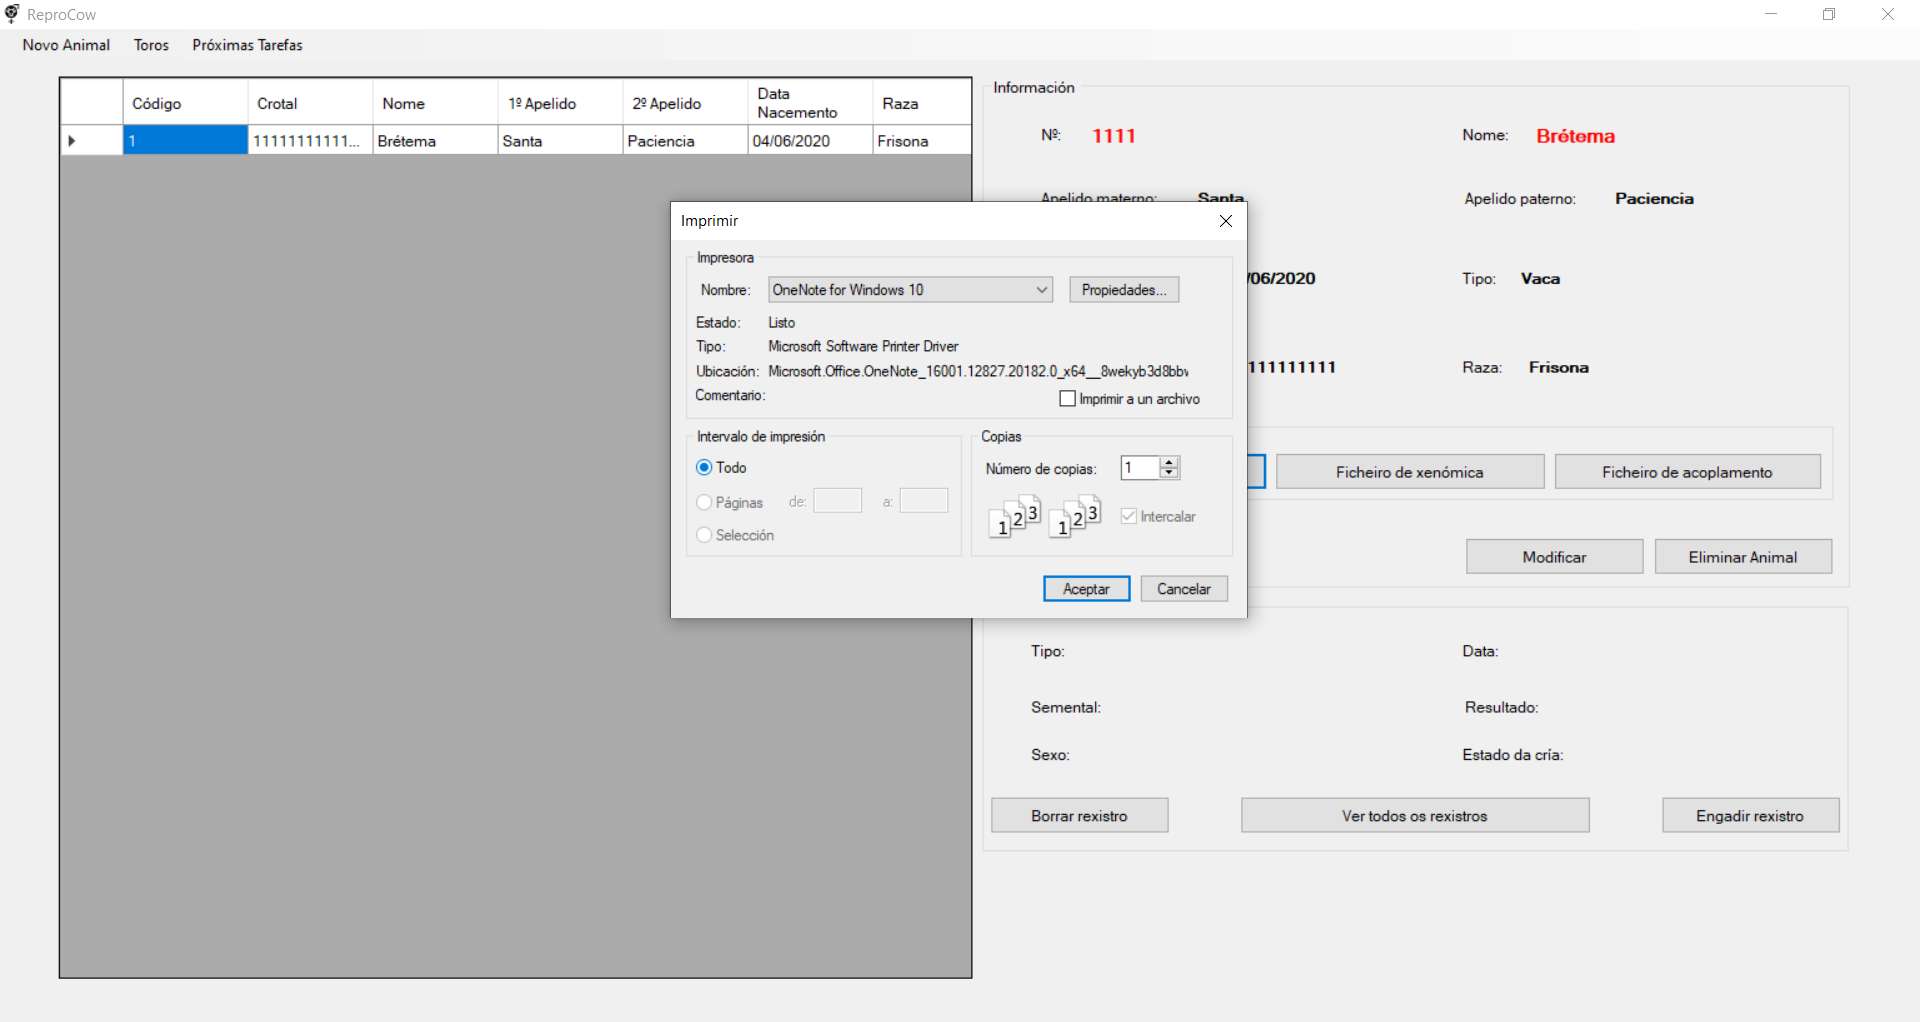 ReproCow
Novo Animal Toros Próximas Tarefas
Código Crotal Nome 1º Apelido 2º Apelido Data Nacemento Raza
1 11111111111... Brétema Santa Paciencia 04/06/2020 Frisona
Información
Nº: 1111 Nome: Brétema
Apelido materno: Santa Apelido paterno: Paciencia
/06/2020 Tipo: Vaca
111111111 Raza: Frisona
Ficheiro de xenómica Ficheiro de acoplamento
Modificar Eliminar Animal
Imprimir
Impresora
Nombre: OneNote for Windows 10 Propiedades...
Estado: Listo
Tipo: Microsoft Software Printer Driver
Ubicación: Microsoft.Office.OneNote_16001.12827.20182.0_x64__8wekyb3d8bbv
Comentario:
Imprimir a un archivo
Intervalo de impresión
Todo
Páginas de: a:
Selección
Copias
Número de copias: 1
1 2 3 1 2 3
Intercalar
Aceptar Cancelar
Tipo: Data:
Semental: Resultado:
Sexo: Estado da cría:
Borrar rexistro Ver todos os rexistros Engadir rexistro